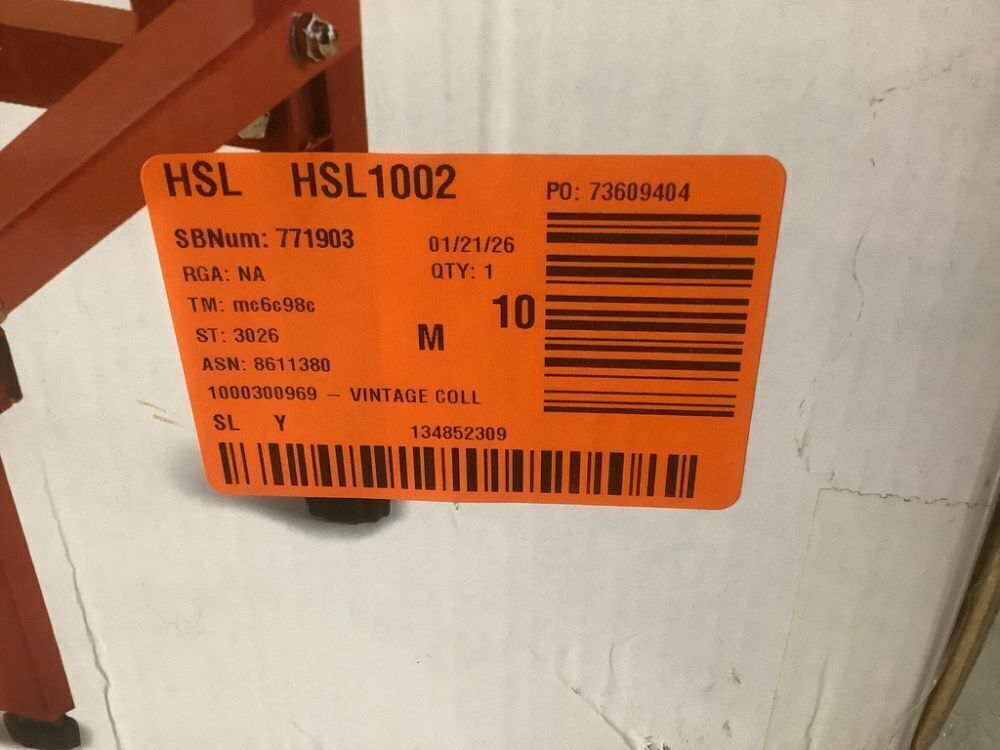 HSL HSL1002
PO: 73609404
SBNum: 771903
01/21/26
RGA: NA
QTY: 1
TM: mc6c98c
10
ST: 3026
M
ASN: 8611380
1000300969 – VINTAGE COLL
SL Y
134852309